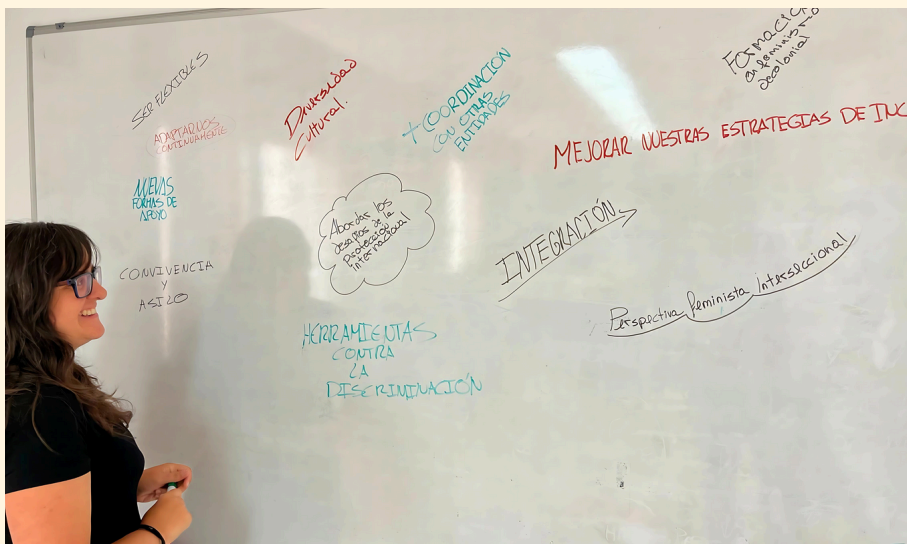 SER FLEXIBLES
ADAPTARNOS
CONTINUAMENTE
NUEVAS
FORMAS DE
APOYO
CONVIVENCIA
Y
ASILO
Diversidad
Cultural.
+ COORDINACIÓN
CON OTRAS
ENTIDADES
Abordar los
desafíos de la
protección
internacional
HERRAMIENTAS
CONTRA
LA
DISCRIMINACIÓN
Formació
en feminismo
decolonial
MEJORAR NUESTRAS ESTRATEGIAS DE INC
INTEGRACIÓN
Perspectiva feminista Interseccional